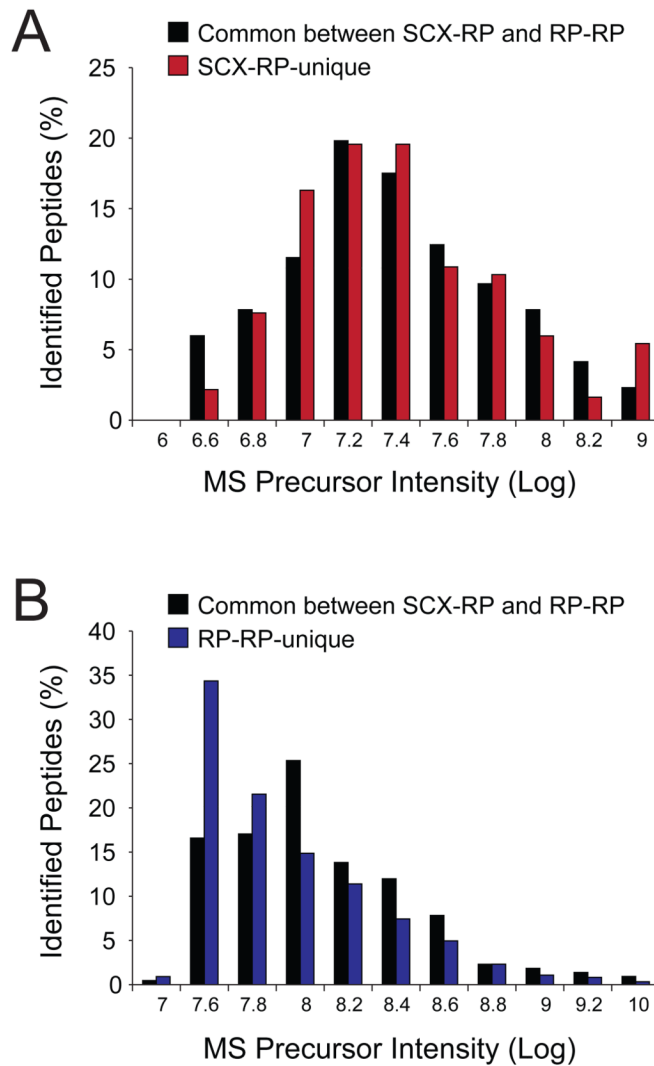 A
Common between SCX-RP and RP-RP
SCX-RP-unique
25
20
15
10
5
0
Identified Peptides (%)
6 6.6 6.8 7 7.2 7.4 7.6 7.8 8 8.2 9
MS Precursor Intensity (Log)
B
Common between SCX-RP and RP-RP
RP-RP-unique
40
35
30
25
20
15
10
5
0
Identified Peptides (%)
7 7.6 7.8 8 8.2 8.4 8.6 8.8 9 9.2 10
MS Precursor Intensity (Log)